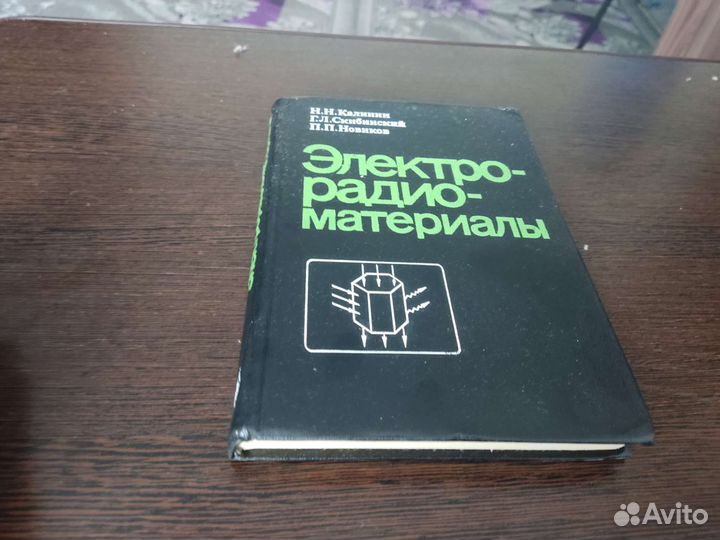 Н.Н.Калинин
Г.Л.Скибинский
П.П.Новиков
Электро-
радио-
материалы
Avito